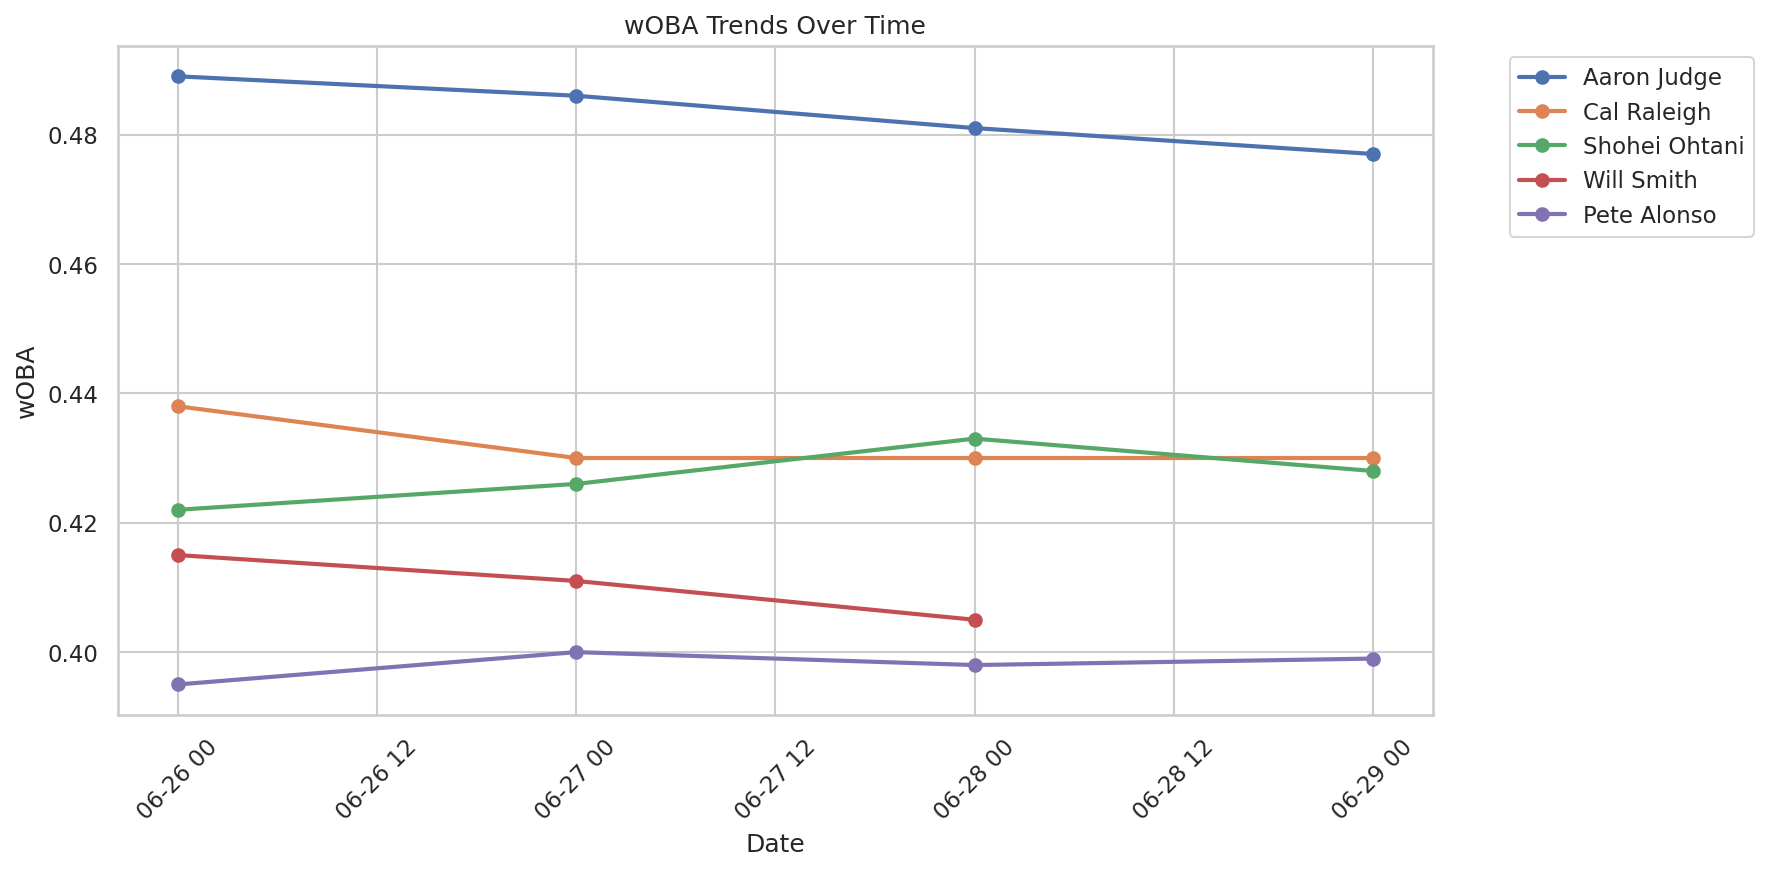 wOBA Trends Over Time
Aaron Judge
Cal Raleigh
Shohei Ohtani
Will Smith
Pete Alonso
wOBA
0.48
0.46
0.44
0.42
0.40
06-26 00
06-26 12
06-27 00
06-27 12
06-28 00
06-28 12
06-29 00
Date